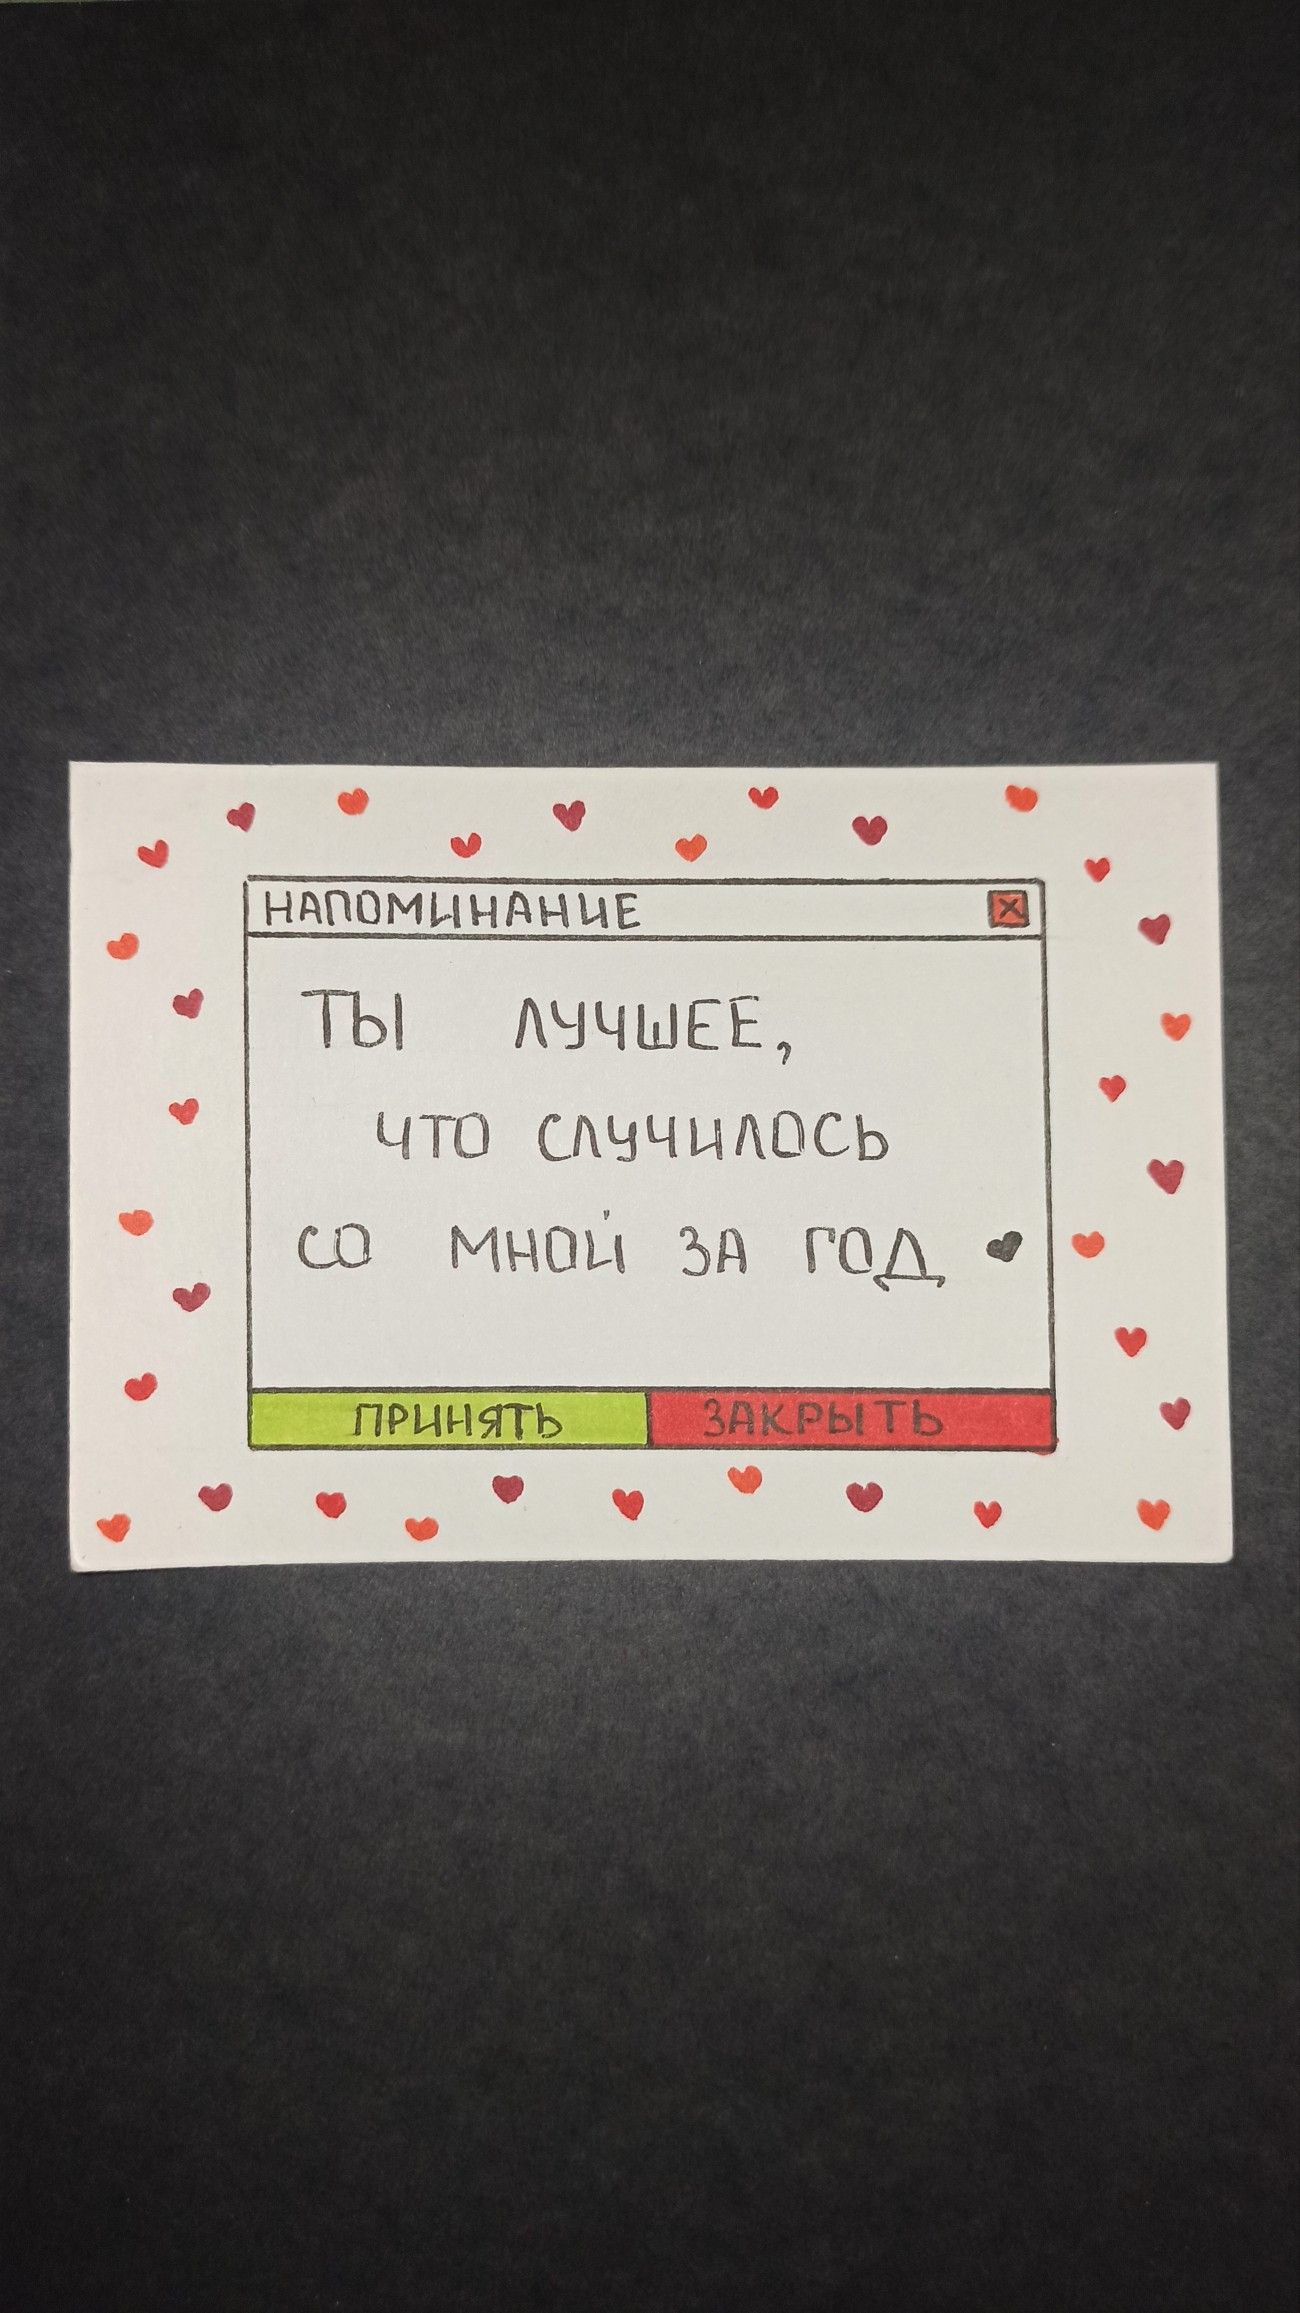 НАПОМИНАНИЕ
ТЫ ЛУЧШЕЕ,
ЧТО СЛУЧИЛОСЬ
СО МНОЙ ЗА ГОД
ПРИНЯТЬ ЗАКРЫТЬ